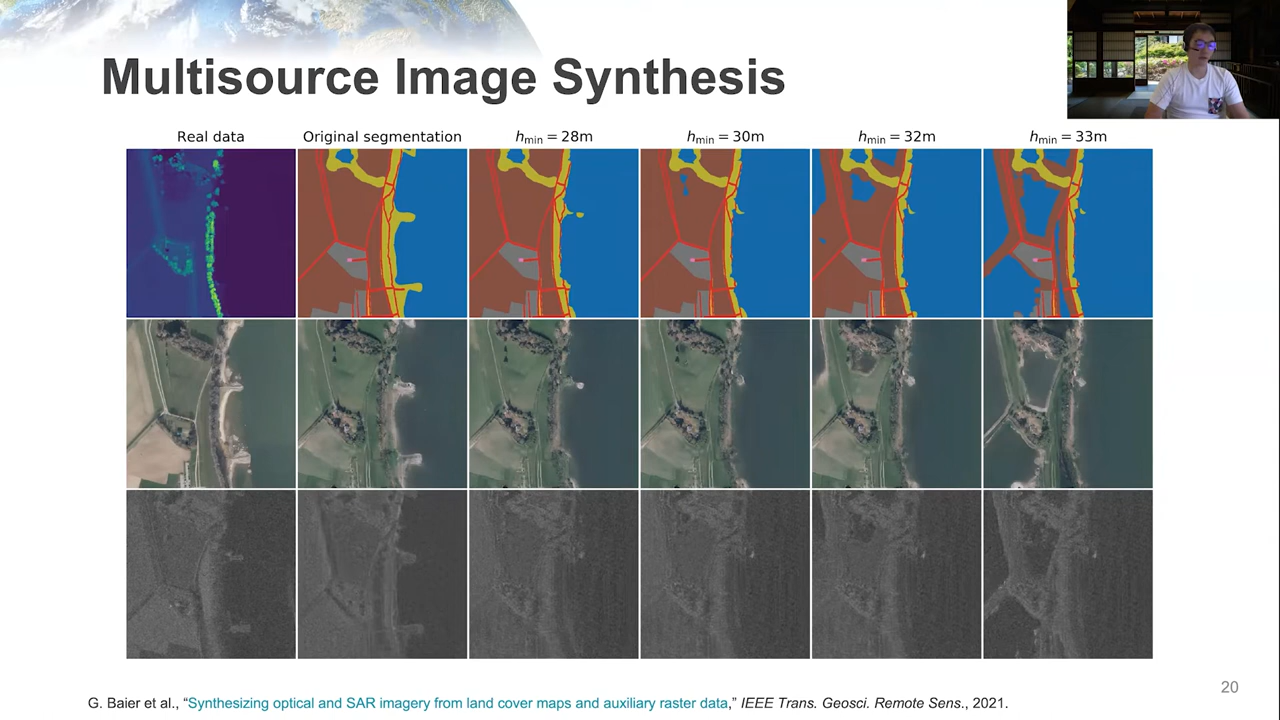 Multisource Image Synthesis
Real data
Original segmentation
hmin = 28m
hmin = 30m
hmin = 32m
hmin = 33m
20
G. Baier et al., “Synthesizing optical and SAR imagery from land cover maps and auxiliary raster data,” IEEE Trans. Geosci. Remote Sens., 2021.